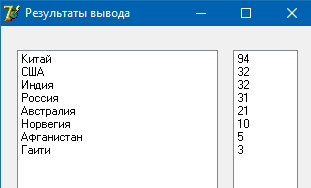 Результаты вывода
Китай 94
США 32
Индия 32
Россия 31
Австралия 21
Норвегия 10
Афганистан 5
Гаити 3